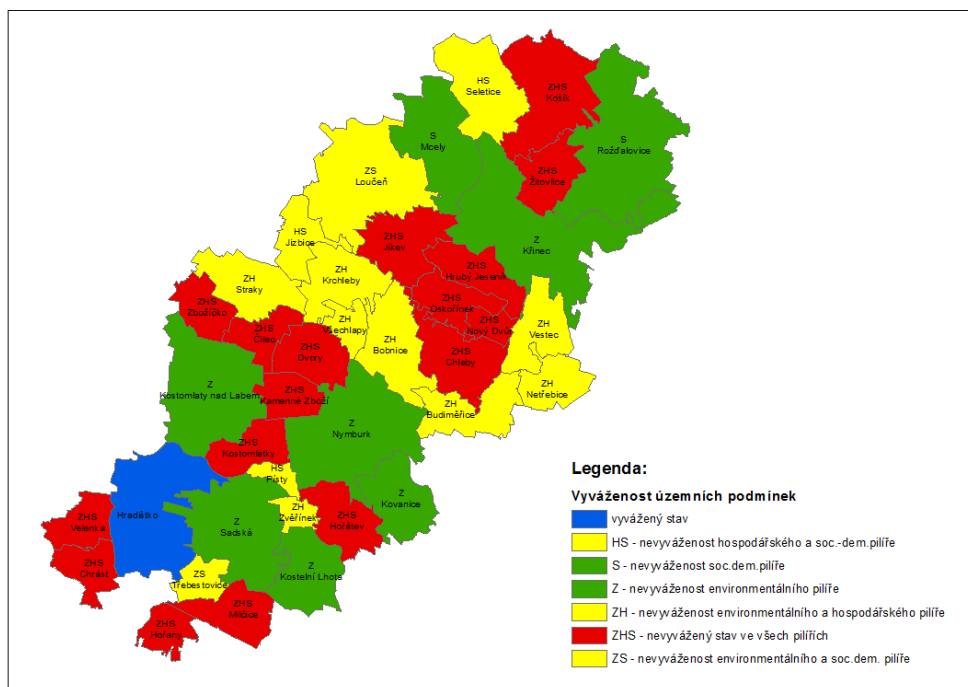 HS
Seletice
ZHS
Košík
S
Mcely
S
Rožďalovice
ZS
Loučeň
ZHS
Žitovlice
HS
Jizbice
ZHS
Jíkev
Z
Křinec
ZH
Krchleby
ZHS
Hrubý Jeseník
ZH
Straky
ZHS
Zbožíčko
ZHS
Oskořínek
ZHS
Čilec
ZH
Všechlapy
ZHS
Nový Dvůr
ZH
Vestec
ZHS
Dvory
ZH
Bobnice
ZHS
Chleby
Z
Kostomlaty nad Labem
ZHS
Kamenné Zboží
ZH
Netřebice
ZH
Budiměřice
Z
Nymburk
ZHS
Kostomlátky
HS
Písty
Z
Kovanice
ZHS
Velenka
Hradištko
Z
Sadská
ZH
Zvěřínek
ZHS
Hořátev
ZHS
Chrást
ZS
Třebestovice
Z
Kostelní Lhota
ZHS
Milčice
ZHS
Hořany
Legenda:
Vyváženost územních podmínek
vyvážený stav
HS - nevyváženost hospodářského a soc.-dem.pilíře
S - nevyváženost soc.dem.pilíře
Z - nevyváženost environmentálního pilíře
ZH - nevyváženost environmentálního a hospodářského pilíře
ZHS - nevyvážený stav ve všech pilířích
ZS - nevyváženost environmentálního a soc.dem. pilíře